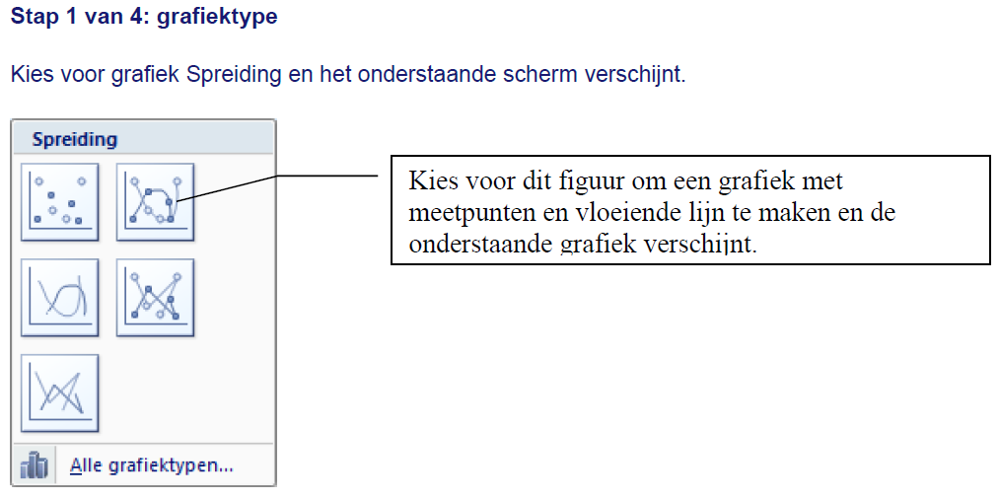 Stap 1 van 4: grafiektype
Kies voor grafiek Spreiding en het onderstaande scherm verschijnt.
Spreiding
Kies voor dit figuur om een grafiek met
meetpunten en vloeiende lijn te maken en de
onderstaande grafiek verschijnt.
Alle grafiektypen...